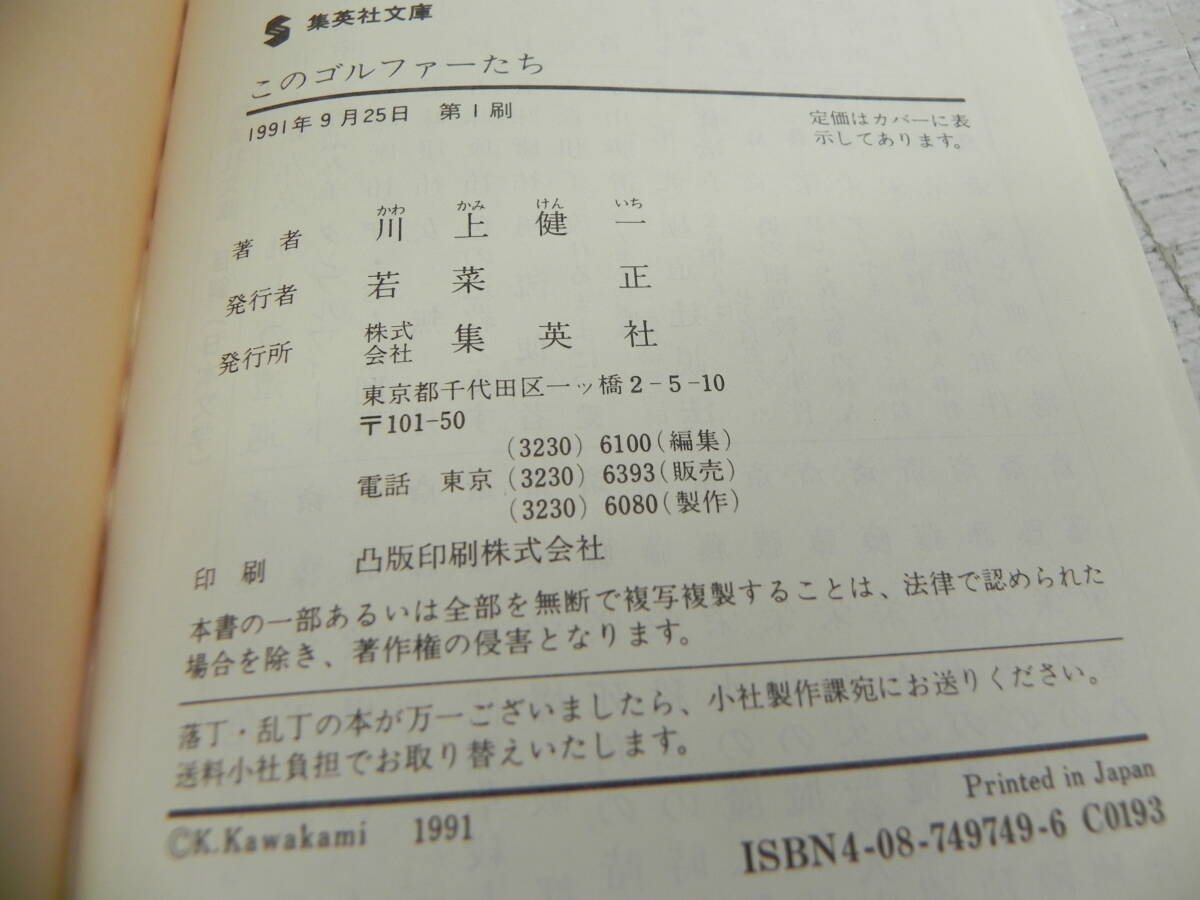 集英社文庫
このゴルファーたち
1991年9月25日 第1刷
定価はカバーに表
示してあります。
著者 川上健一
かわ かみ けん いち
発行者 若菜 正
発行所 株式会社 集英社
東京都千代田区一ッ橋2-5-10
〒101-50
(3230) 6100(編集)
電話 東京 (3230) 6393(販売)
(3230) 6080(製作)
印刷 凸版印刷株式会社
本書の一部あるいは全部を無断で複写複製することは、法律で認められた
場合を除き、著作権の侵害となります。
落丁・乱丁の本が万一ございましたら、小社製作課宛にお送りください。
送料小社負担でお取り替えいたします。
Printed in Japan
©K.Kawakami 1991
ISBN4-08-749749-6 C0193